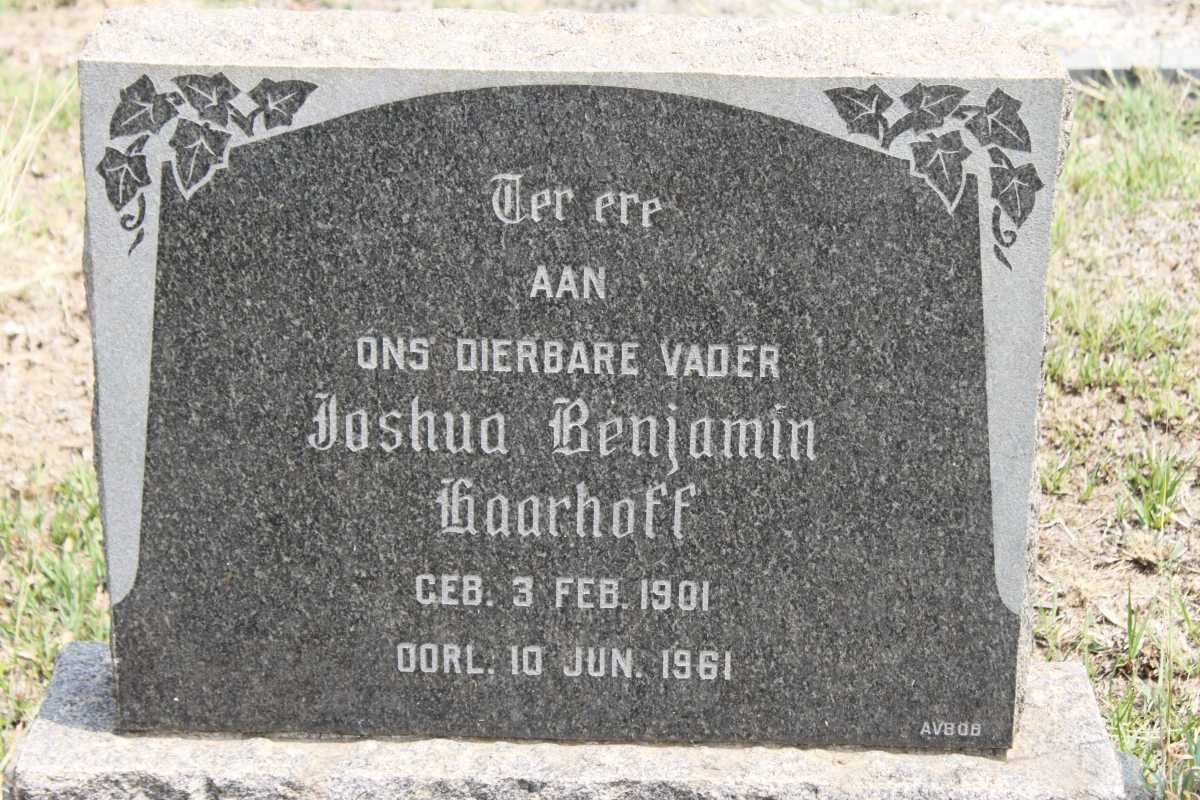 Ter ere
AAN
ONS DIERBARE VADER
Joshua Benjamin
Haarhoff
GEB. 3 FEB. 1901
OORL. 10 JUN. 1961
AVBOB